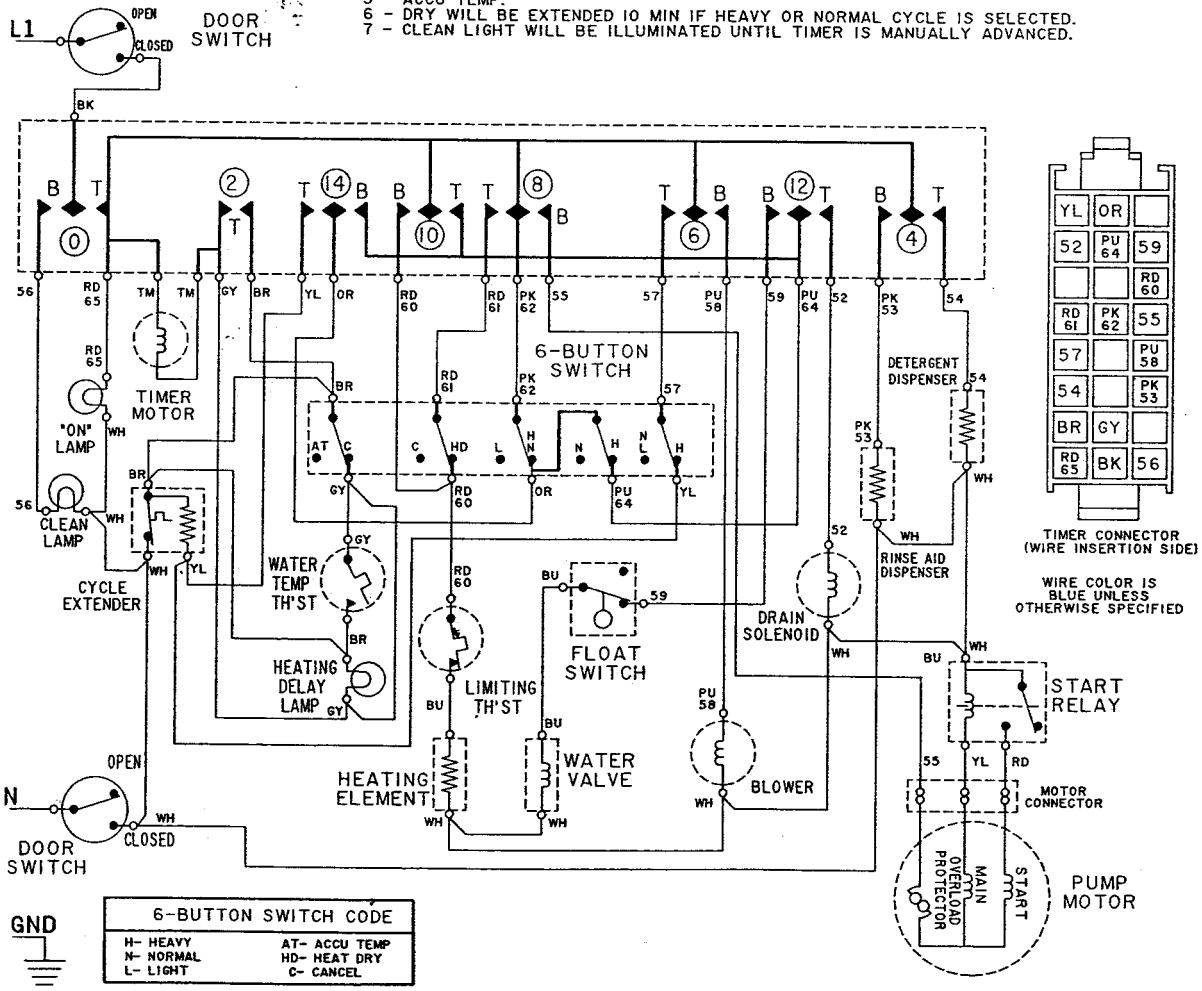 5 - ACCU TEMP.
6 - DRY WILL BE EXTENDED 10 MIN IF HEAVY OR NORMAL CYCLE IS SELECTED.
7 - CLEAN LIGHT WILL BE ILLUMINATED UNTIL TIMER IS MANUALLY ADVANCED.
OPEN
L1
CLOSED
DOOR
SWITCH
BK
B T 2 T 14 B B T T 8 B T B B 12 T B T
T
0 10 6 4
56 RD 65 TM TM GY BR YL OR RD 60 RD 61 PK 62 55 57 PU 58 59 PU 64 52 PK 53 54
RD
65
TIMER
MOTOR
"ON"
LAMP
WH
56
CLEAN
LAMP
WH
BR
WH
YL
CYCLE
EXTENDER
6-BUTTON
SWITCH
BR RD 61 PK 62 57
AT C C HD L H N N H N L H
GY RD 60 OR PU 64 YL
GY
WATER
TEMP
TH'ST
BR
HEATING
DELAY
LAMP
GY
RD
60
LIMITING
TH'ST
BU
HEATING
ELEMENT
WH
BU
59
FLOAT
SWITCH
BU
WATER
VALVE
WH
PU
58
BLOWER
WH
52
DRAIN
SOLENOID
WH
DETERGENT
DISPENSER
54
WH
PK
53
WH
RINSE AID
DISPENSER
WH
BU
START
RELAY
55 YL RD
MOTOR
CONNECTOR
OVERLOAD
PROTECTOR
MAIN
START
PUMP
MOTOR
YL OR
52 PU 64 59
RD 60
RD 61 PK 62 55
57 PU 58
54 PK 53
BR GY
RD 65 BK 56
TIMER CONNECTOR
(WIRE INSERTION SIDE)
WIRE COLOR IS
BLUE UNLESS
OTHERWISE SPECIFIED
OPEN
N
WH
CLOSED
DOOR
SWITCH
GND
6-BUTTON SWITCH CODE
H- HEAVY AT- ACCU TEMP
N- NORMAL HD- HEAT DRY
L- LIGHT C- CANCEL